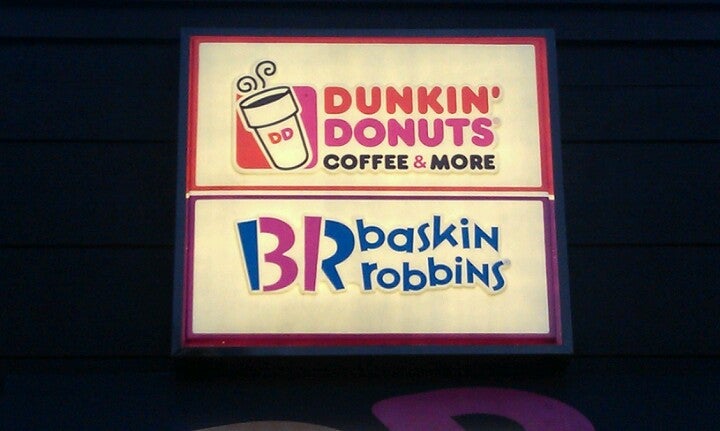 DD
DUNKIN'
DONUTS®
COFFEE & MORE
BR baskin
robbins®